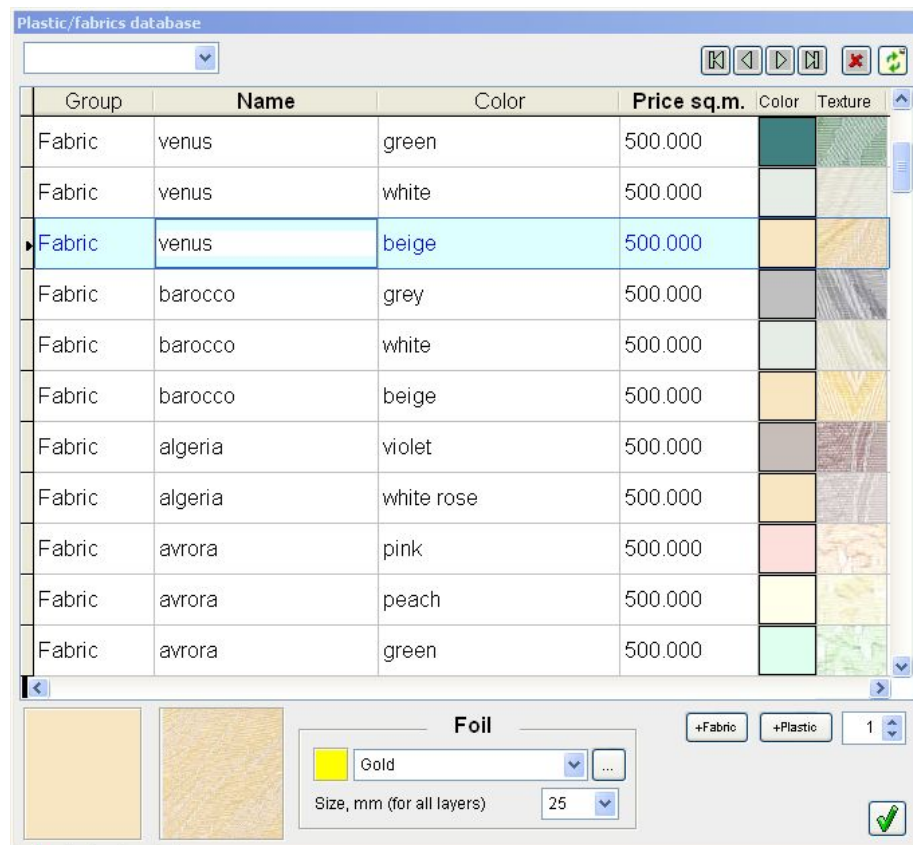 Plastic/fabrics database
Group Name Color Price sq.m. Color Texture
Fabric venus green 500.000
Fabric venus white 500.000
Fabric venus beige 500.000
Fabric barocco grey 500.000
Fabric barocco white 500.000
Fabric barocco beige 500.000
Fabric algeria violet 500.000
Fabric algeria white rose 500.000
Fabric avrora pink 500.000
Fabric avrora peach 500.000
Fabric avrora green 500.000
Foil
+Fabric +Plastic 1
Gold ...
Size, mm (for all layers) 25